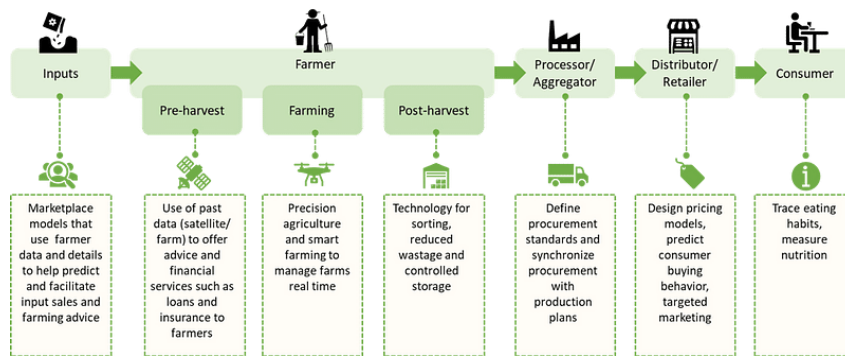 Inputs
Farmer
Processor/
Aggregator
Distributor/
Retailer
Consumer
Pre-harvest
Farming
Post-harvest
Marketplace
models that
use farmer
data and details
to help predict
and facilitate
input sales and
farming advice
Use of past
data (satellite/
farm) to offer
advice and
financial
services such as
loans and
insurance to
farmers
Precision
agriculture
and smart
farming to
manage farms
real time
Technology for
sorting,
reduced
wastage and
controlled
storage
Define
procurement
standards and
synchronize
procurement
with
production
plans
Design pricing
models,
predict
consumer
buying
behavior,
targeted
marketing
Trace eating
habits,
measure
nutrition